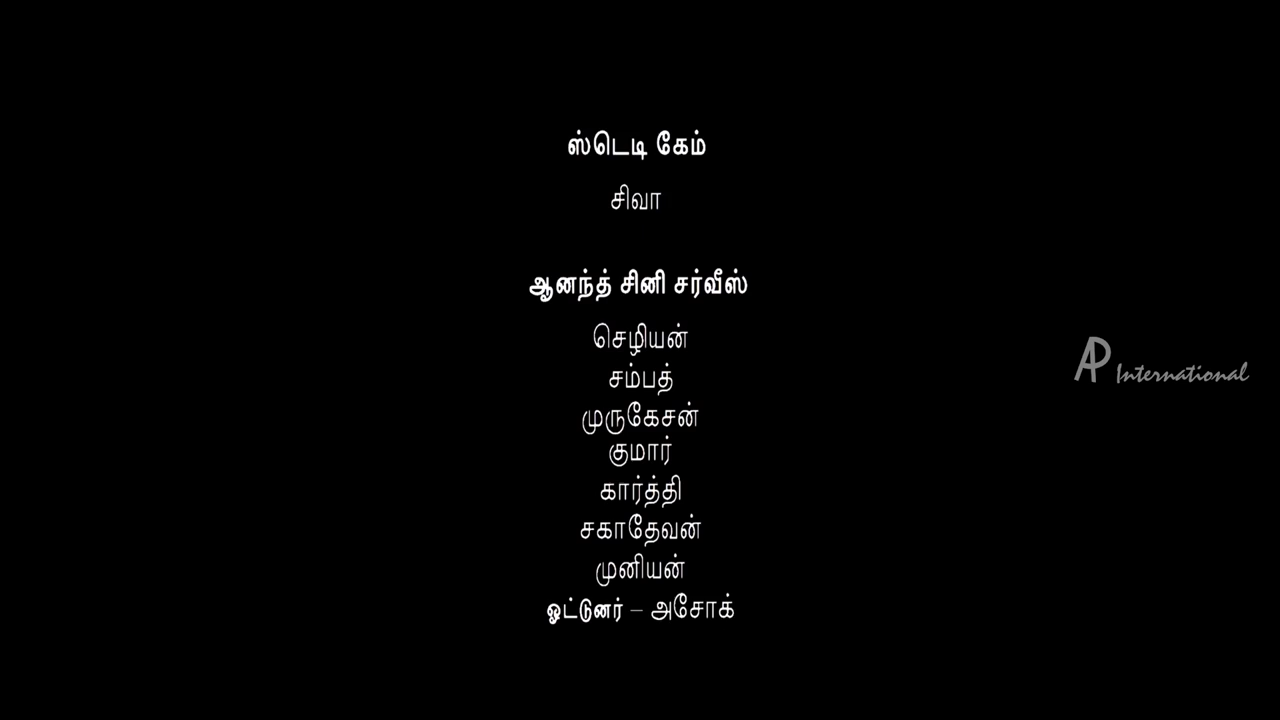 ஸ்டெடி கேம்
சிவா
ஆனந்த் சினி சர்வீஸ்
செழியன்
சம்பத்
முருகேசன்
குமார்
கார்த்தி
சகாதேவன்
முனியன்
ஓட்டுனர் – அசோக்
AP International